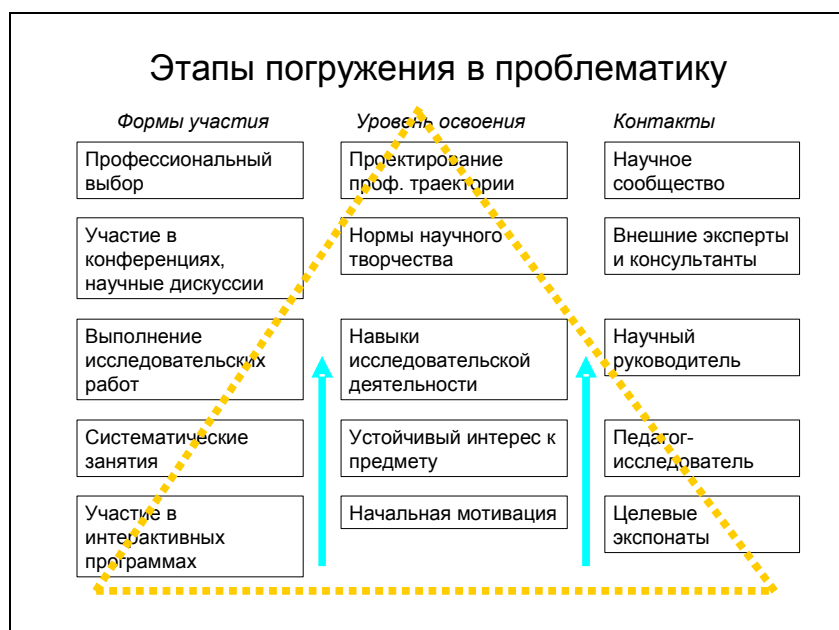 Этапы погружения в проблематику
Формы участия
Уровень освоения
Контакты
Профессиональный
выбор
Проектирование
проф. траектории
Научное
сообщество
Участие в
конференциях,
научные дискуссии
Нормы научного
творчества
Внешние эксперты
и консультанты
Выполнение
исследовательских
работ
Навыки
исследовательской
деятельности
Научный
руководитель
Систематические
занятия
Устойчивый интерес к
предмету
Педагог-
исследователь
Участие в
интерактивных
программах
Начальная мотивация
Целевые
экспонаты